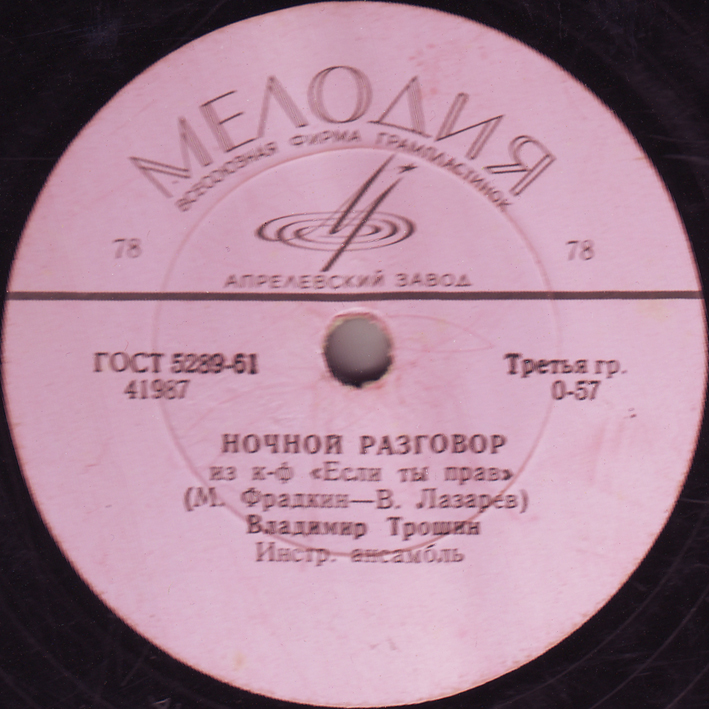 МЕЛОДИЯ
ВСЕСОЮЗНАЯ ФИРМА ГРАМПЛАСТИНОК
78 78
АПРЕЛЕВСКИЙ ЗАВОД
ГОСТ 5289-61 Третья гр.
41987 0-57
НОЧНОЙ РАЗГОВОР
из к-ф «Если ты прав»
(М. Фрадкин—В. Лазарев)
Владимир Трошин
Инстр. ансамбль